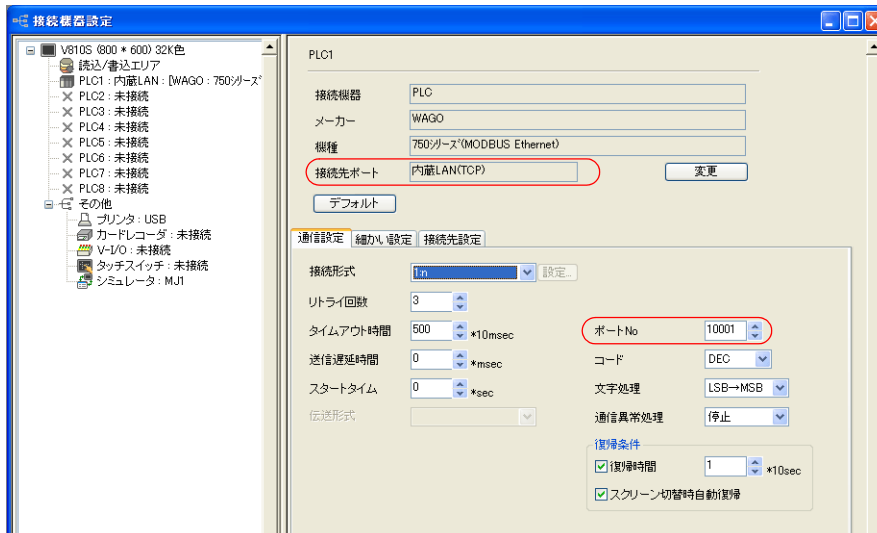 接続機器設定
V810S (800 * 600) 32K色
読込/書込エリア
PLC1 : 内蔵LAN : [WAGO : 750ｼﾘｰｽﾞ
PLC2 : 未接続
PLC3 : 未接続
PLC4 : 未接続
PLC5 : 未接続
PLC6 : 未接続
PLC7 : 未接続
PLC8 : 未接続
その他
プリンタ : USB
カードレコーダ : 未接続
V-I/O : 未接続
タッチスイッチ : 未接続
シミュレータ : MJ1
PLC1
接続機器 PLC
メーカー WAGO
機種 750ｼﾘｰｽﾞ(MODBUS Ethernet)
接続先ポート 内蔵LAN(TCP) 変更
デフォルト
通信設定 細かい設定 接続先設定
接続形式 1:n 設定...
リトライ回数 3
タイムアウト時間 500 *10msec ポートNo 10001
送信遅延時間 0 *msec コード DEC
スタートタイム 0 *sec 文字処理 LSB→MSB
伝送形式 通信異常処理 停止
復帰条件
復帰時間 1 *10sec
スクリーン切替時自動復帰